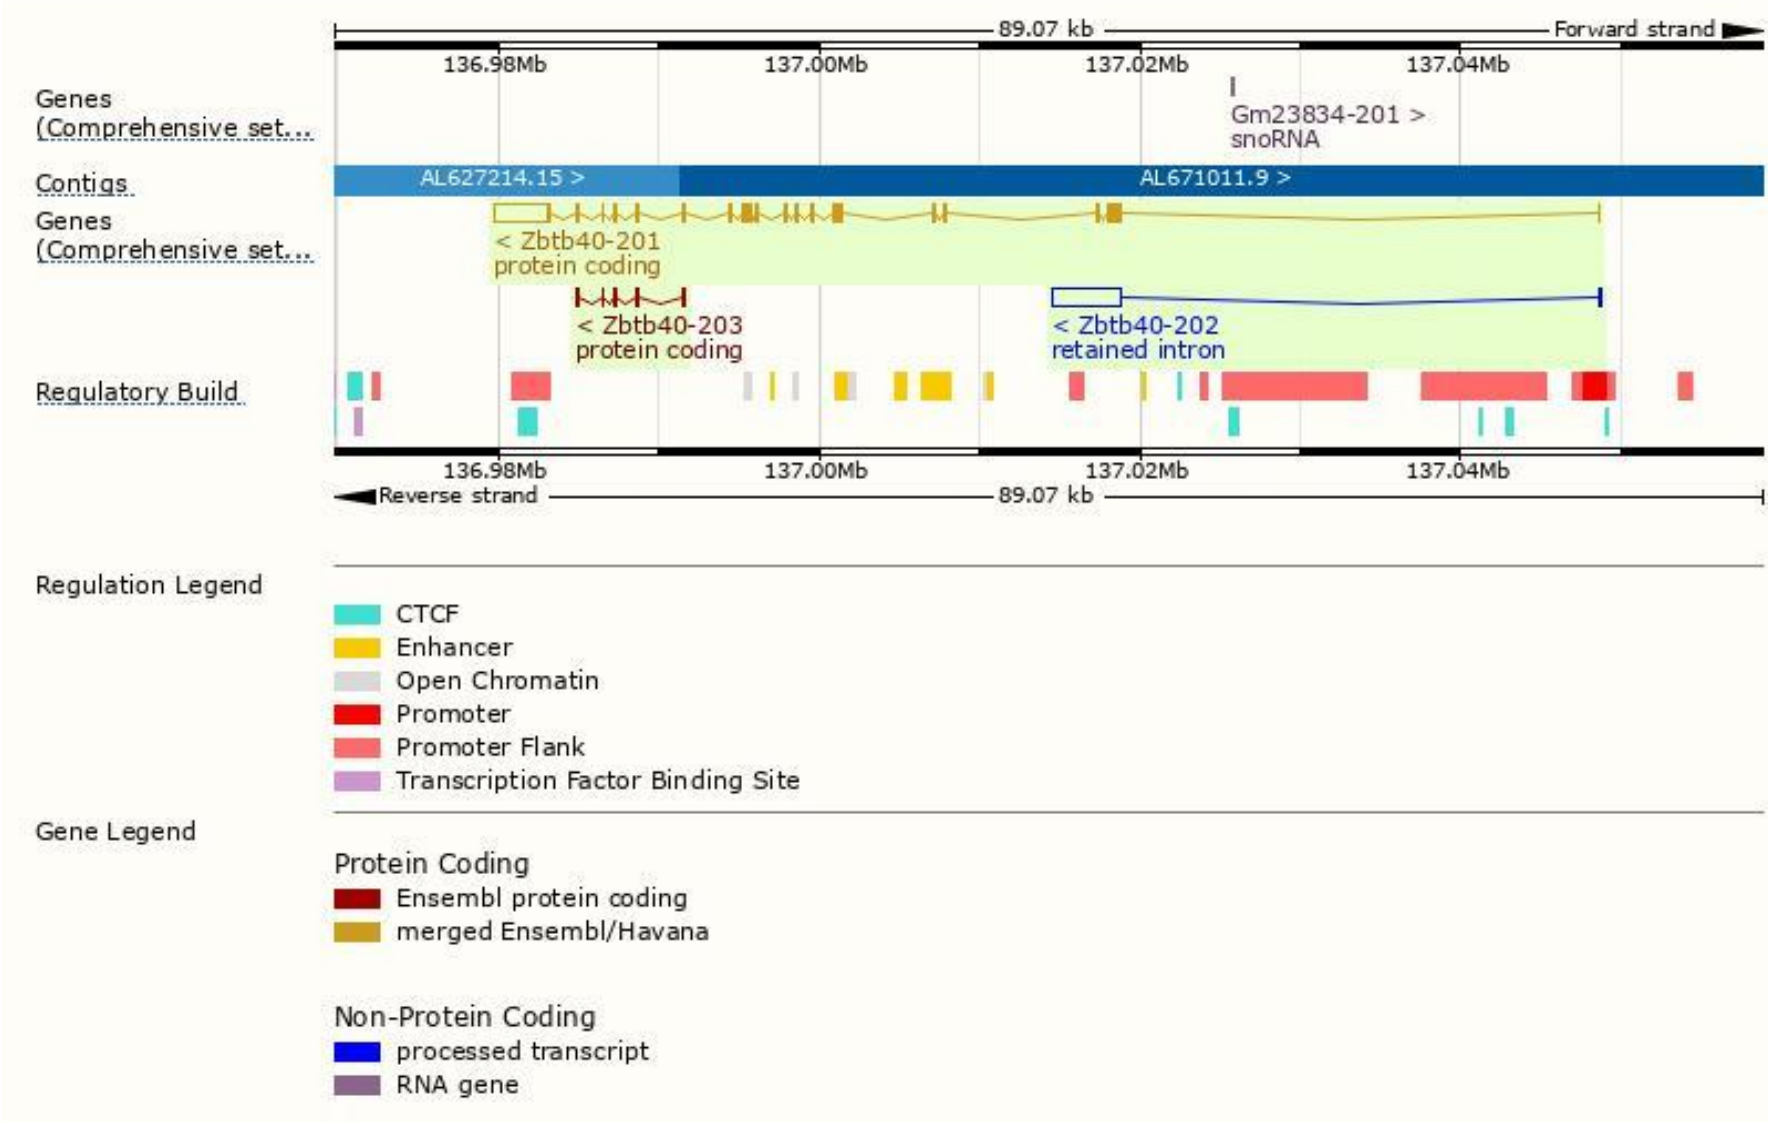 89.07 kb Forward strand
136.98Mb 137.00Mb 137.02Mb 137.04Mb
Genes
(Comprehensive set...
Gm23834-201 >
snoRNA
Contigs
AL627214.15 > AL671011.9 >
Genes
(Comprehensive set...
< Zbtb40-201
protein coding
< Zbtb40-203 < Zbtb40-202
protein coding retained intron
Regulatory Build
136.98Mb 137.00Mb 137.02Mb 137.04Mb
Reverse strand 89.07 kb
Regulation Legend
CTCF
Enhancer
Open Chromatin
Promoter
Promoter Flank
Transcription Factor Binding Site
Gene Legend
Protein Coding
Ensembl protein coding
merged Ensembl/Havana
Non-Protein Coding
processed transcript
RNA gene